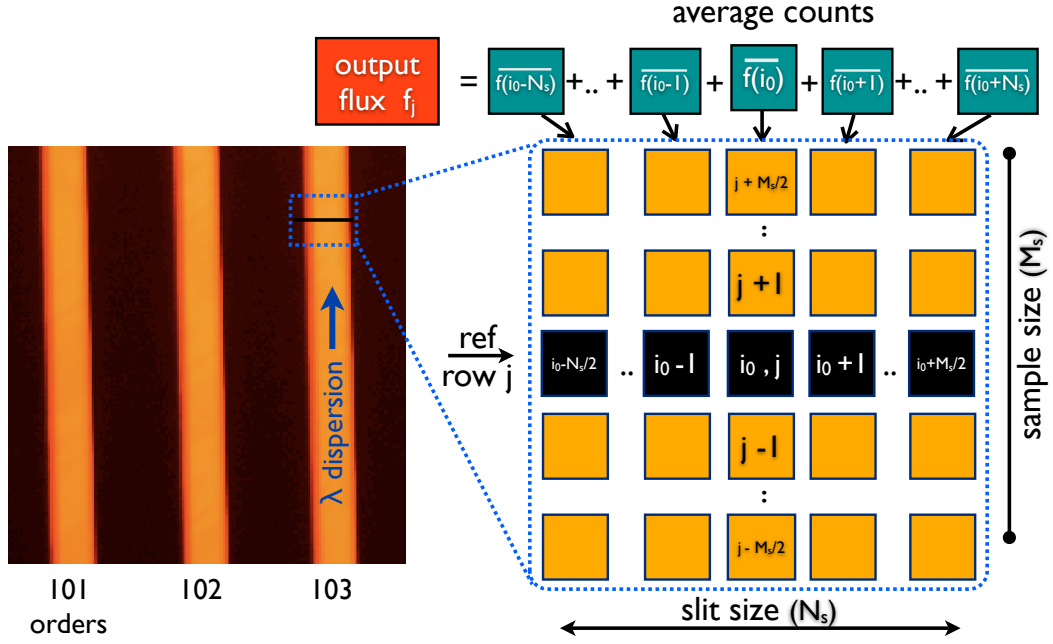 average counts
output
flux fj
= f(i0-Ns) +.. + f(i0-1) + f(i0) + f(i0+1) +.. + f(i0+Ns)
j + Ms/2
:
j +1
ref
row j
i0-Ns/2 .. i0 -1 i0 , j i0 +1 .. i0+Ms/2
j -1
:
j - Ms/2
sample size (Ms)
slit size (Ns)
λ dispersion
101 102 103
orders